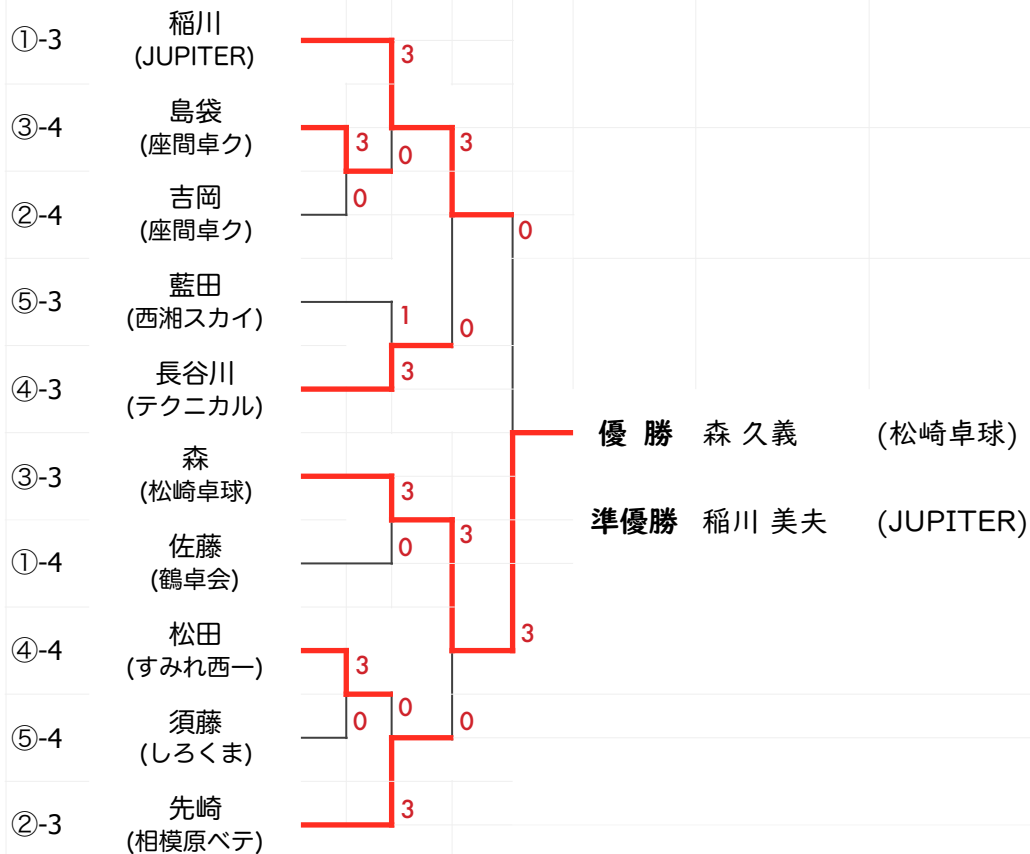 ①-3 稲川
(JUPITER)
3
③-4 島袋
(座間卓ク)
3
3
0
②-4 吉岡
(座間卓ク)
0
0
⑤-3 藍田
(西湘スカイ)
1
0
④-3 長谷川
(テクニカル)
3
優 勝 森 久義 (松崎卓球)
③-3 森
(松崎卓球)
3
準優勝 稲川 美夫 (JUPITER)
3
①-4 佐藤
(鶴卓会)
0
④-4 松田
(すみれ西一)
3
3
0
⑤-4 須藤
(しろくま)
0
0
②-3 先崎
(相模原ベテ)
3